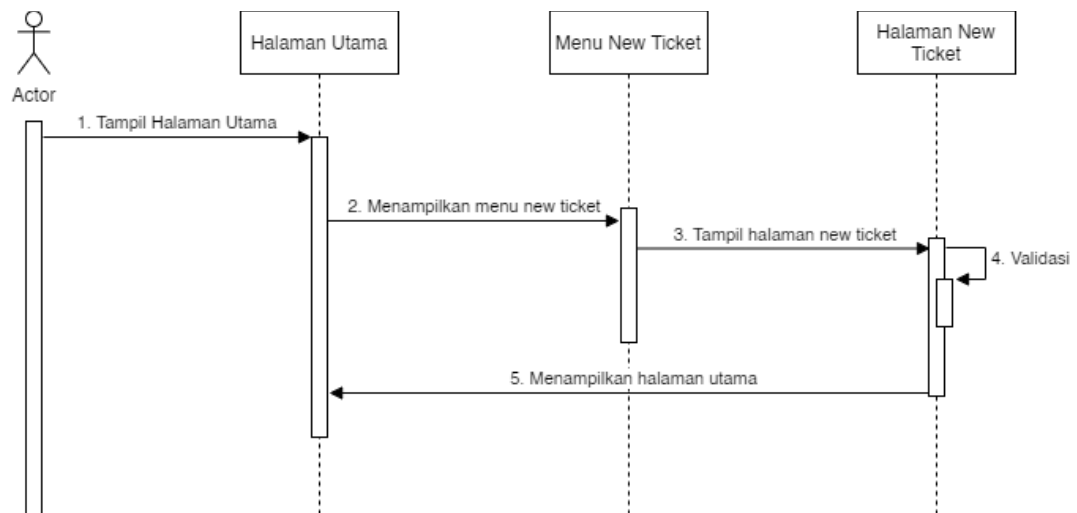 Halaman Utama
Menu New Ticket
Halaman New
Ticket
Actor
1. Tampil Halaman Utama
2. Menampilkan menu new ticket
3. Tampil halaman new ticket
4. Validasi
5. Menampilkan halaman utama